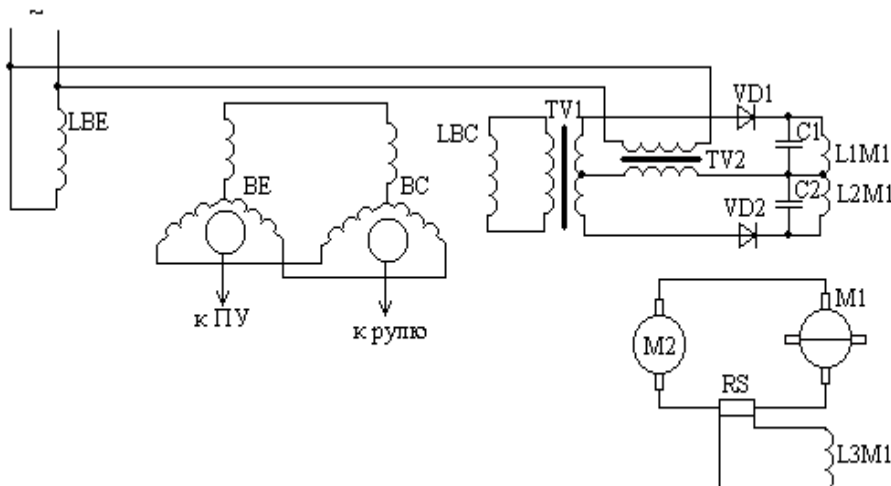 ~
LBE
BE
BC
к ПУ
к рулю
LBC
TV1
TV2
VD1
VD2
C1
C2
L1M1
L2M1
M1
M2
RS
L3M1